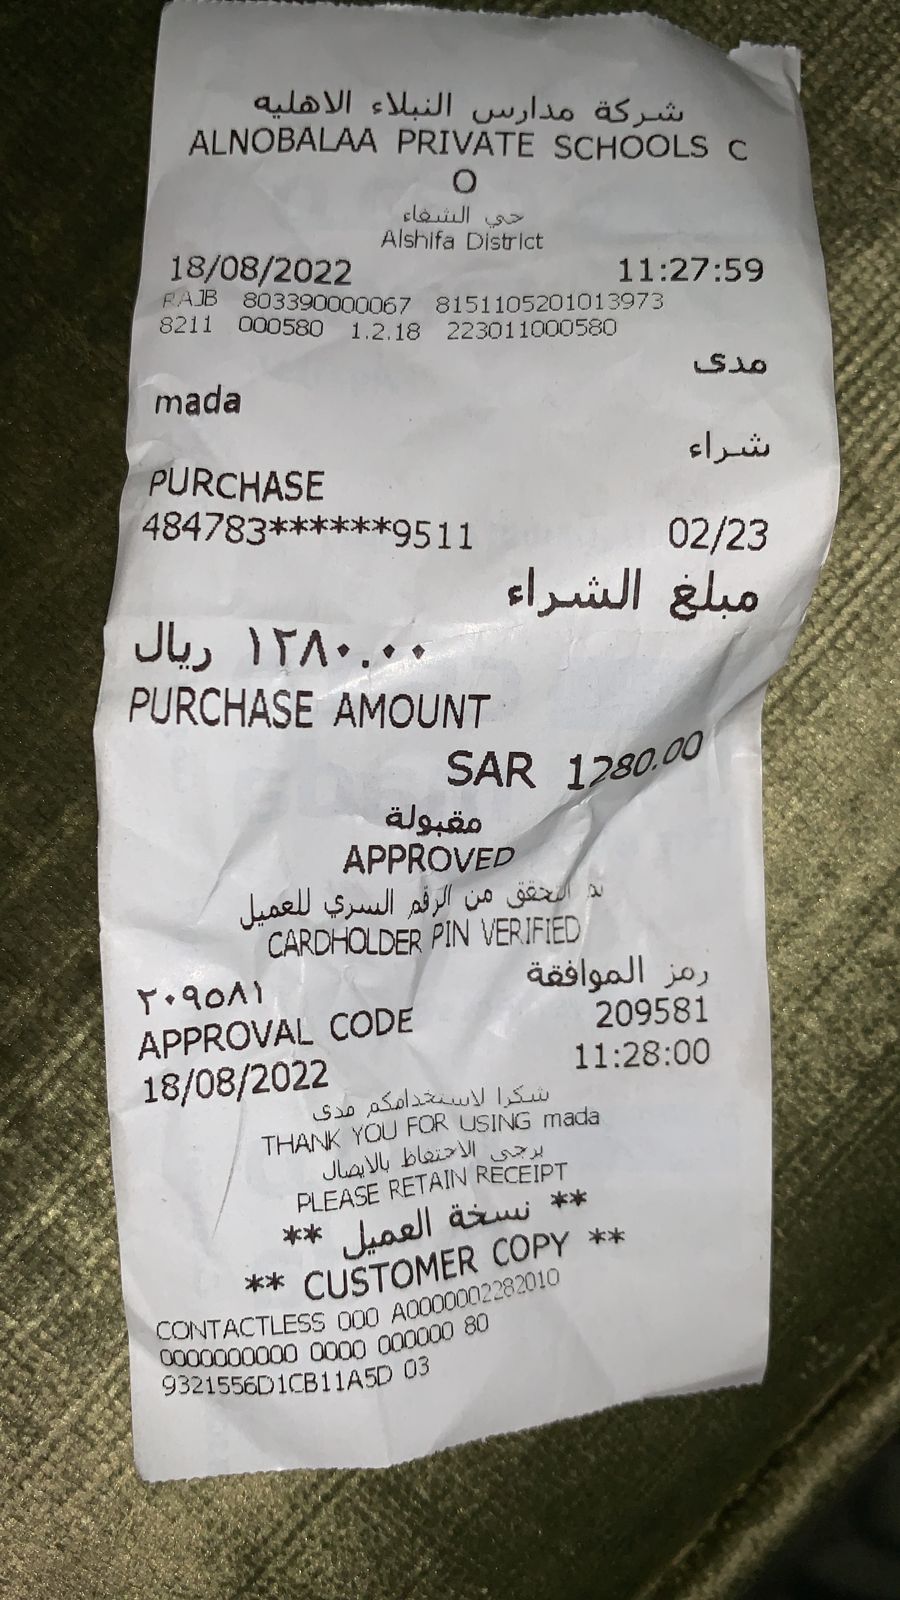 شركة مدارس النبلاء الاهليه
ALNOBALAA PRIVATE SCHOOLS C
O
حي الشفاء
Alshifa District
18/08/2022 11:27:59
RAJB 803390000067 8151105201013973
8211 000580 1.2.18 223011000580
مدى
mada
شراء
PURCHASE
484783******9511 02/23
مبلغ الشراء
١٢٨٠.٠٠ ريال
PURCHASE AMOUNT
SAR 1280.00
مقبولة
APPROVED
تم التحقق من الرقم السري للعميل
CARDHOLDER PIN VERIFIED
رمز الموافقة ٢٠٩٥٨١
APPROVAL CODE 209581
18/08/2022 11:28:00
شكرا لاستخدامكم مدى
THANK YOU FOR USING mada
يرجى الاحتفاظ بالايصال
PLEASE RETAIN RECEIPT
** نسخة العميل **
** CUSTOMER COPY **
CONTACTLESS 000 A0000002282010
0000000000 0000 000000 80
9321556D1CB11A5D 03